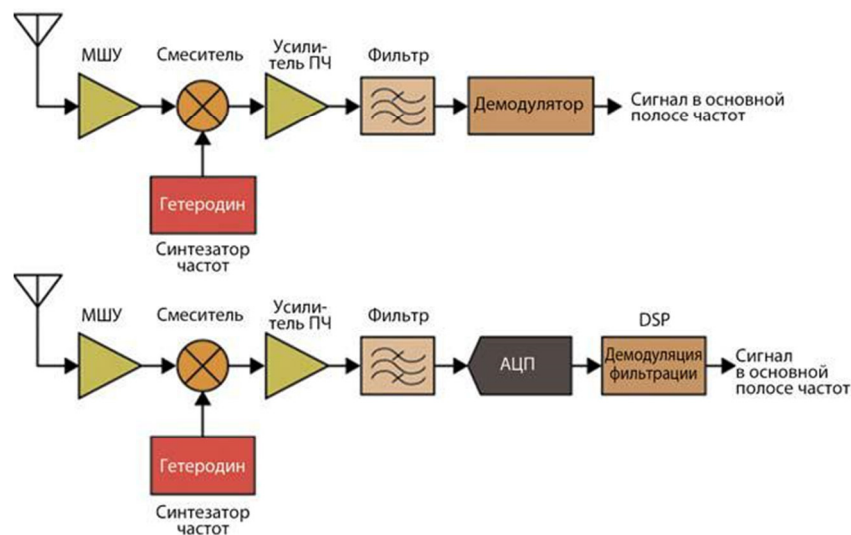 МШУ
Смеситель
Усили-
тель ПЧ
Фильтр
Демодулятор
Сигнал в основной
полосе частот
Гетеродин
Синтезатор
частот
МШУ
Смеситель
Усили-
тель ПЧ
Фильтр
DSP
АЦП
Демодуляция
фильтрации
Сигнал
в основной
полосе частот
Гетеродин
Синтезатор
частот